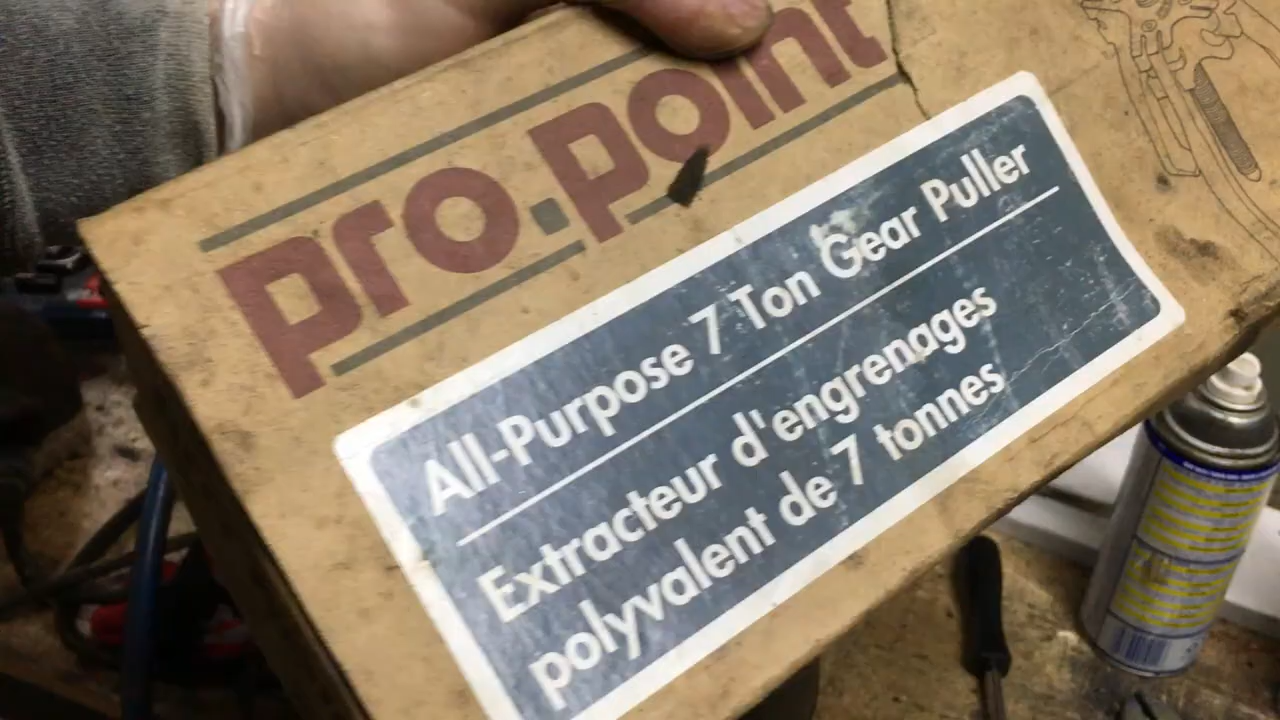 pro.point
All-Purpose 7 Ton Gear Puller
Extracteur d'engrenages
polyvalent de 7 tonnes